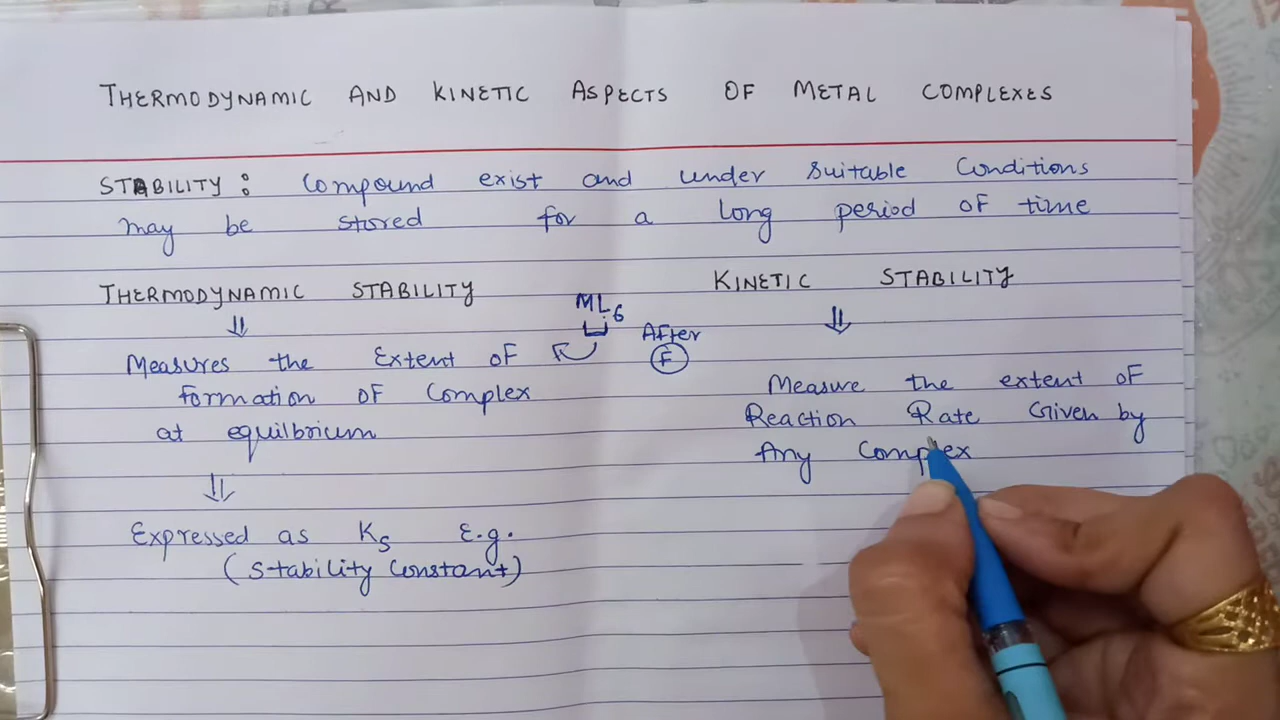 THERMODYNAMIC AND KINETIC ASPECTS OF METAL COMPLEXES
STABILITY : Compound exist and under suitable Conditions
may be stored for a long period of time
THERMODYNAMIC STABILITY
Measures the Extent of
formation of Complex
at equilbrium
Expressed as Ks E.g.
(Stability Constant)
ML6
After
F
KINETIC STABILITY
Measure the extent of
Reaction Rate Given by
Any Complex